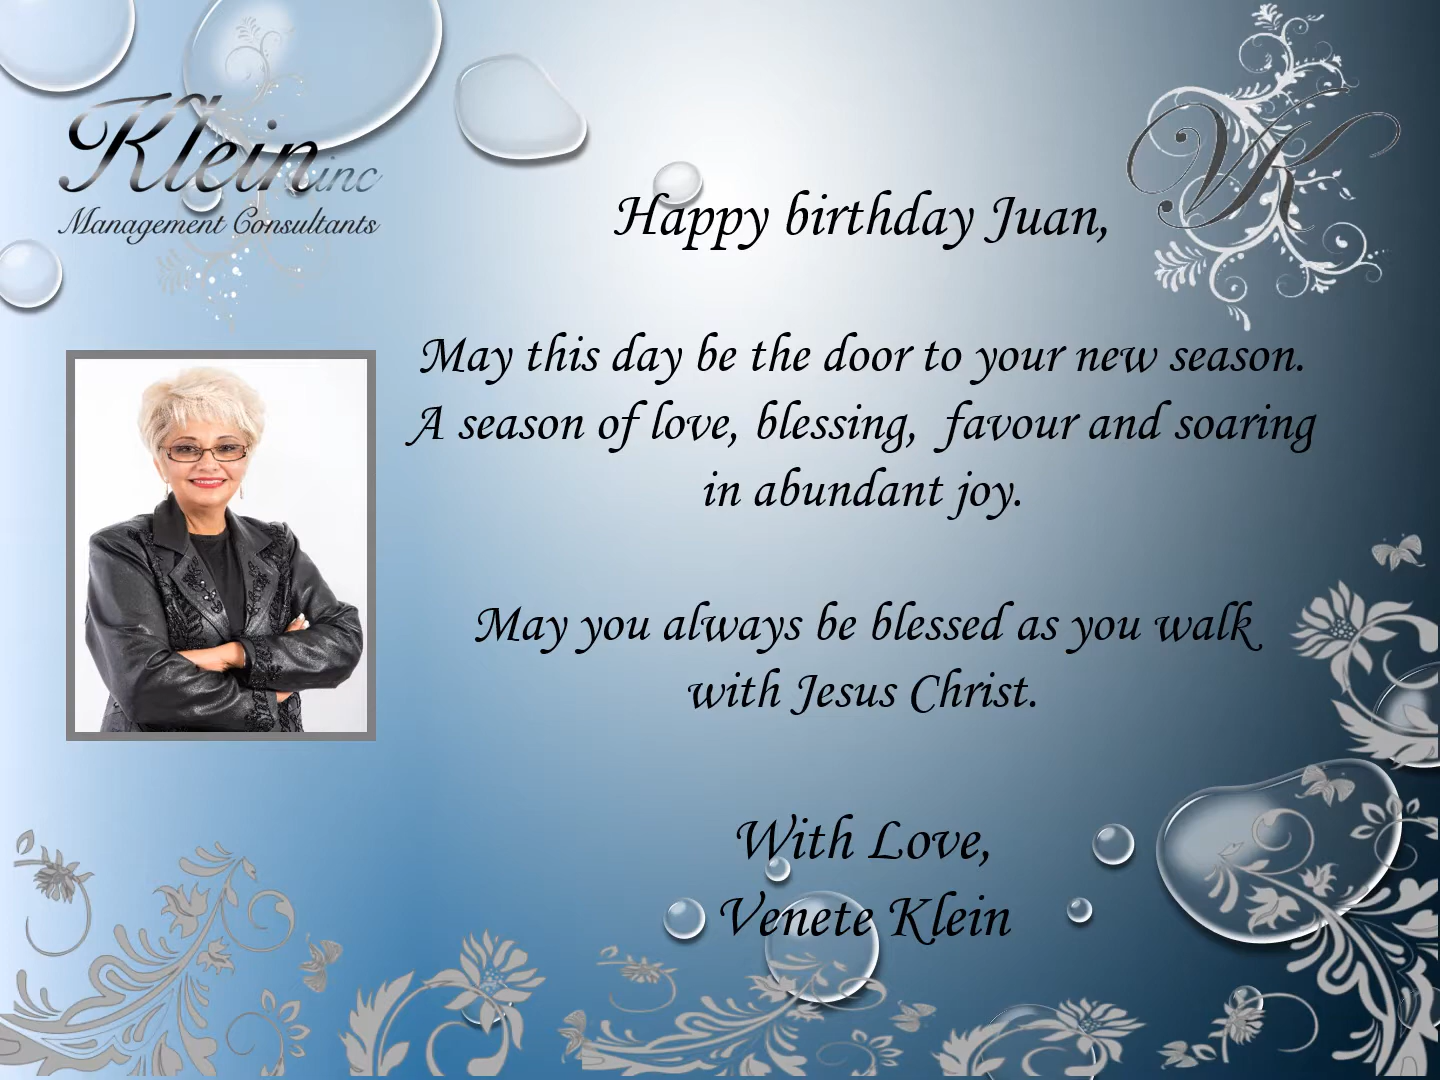 Klein inc
Management Consultants
VK
Happy birthday Juan,
May this day be the door to your new season.
A season of love, blessing, favour and soaring
in abundant joy.
May you always be blessed as you walk
with Jesus Christ.
With Love,
Venete Klein